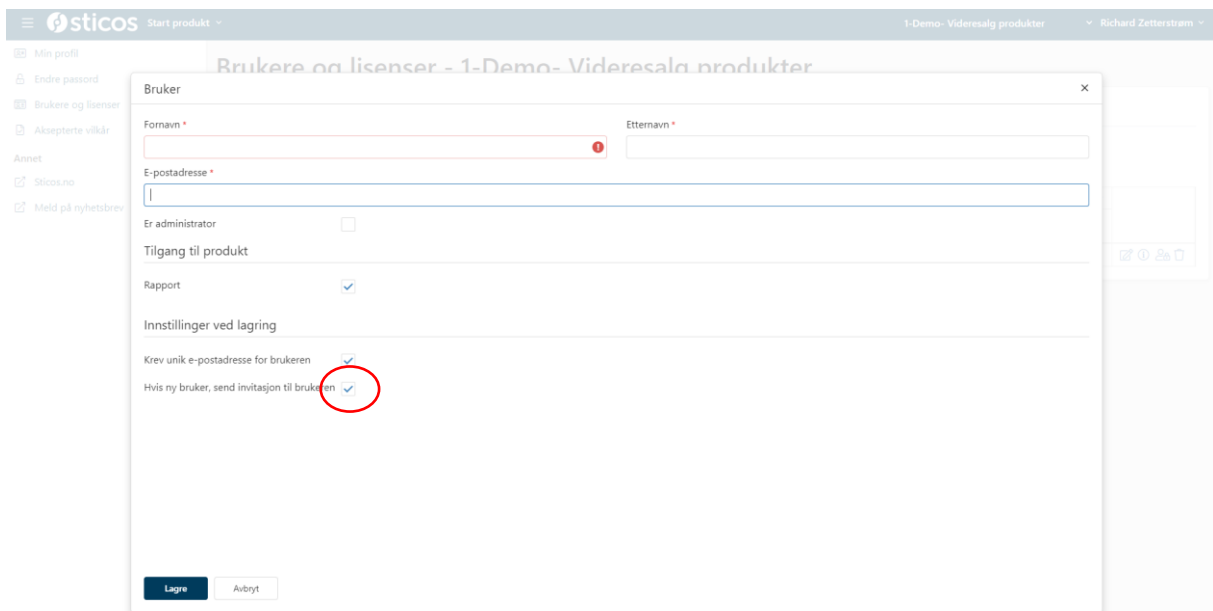 sticos Start produkt 1-Demo- Videresalg produkter Richard Zetterstrøm
Min profil
Endre passord
Brukere og lisenser
Aksepterte vilkår
Annet
Sticos.no
Meld på nyhetsbrev
Brukere og lisenser - 1-Demo- Videresalg produkter
Bruker
Fornavn * Etternavn *
E-postadresse *
Er administrator
Tilgang til produkt
Rapport
Innstillinger ved lagring
Krev unik e-postadresse for brukeren
Hvis ny bruker, send invitasjon til brukeren
Lagre Avbryt